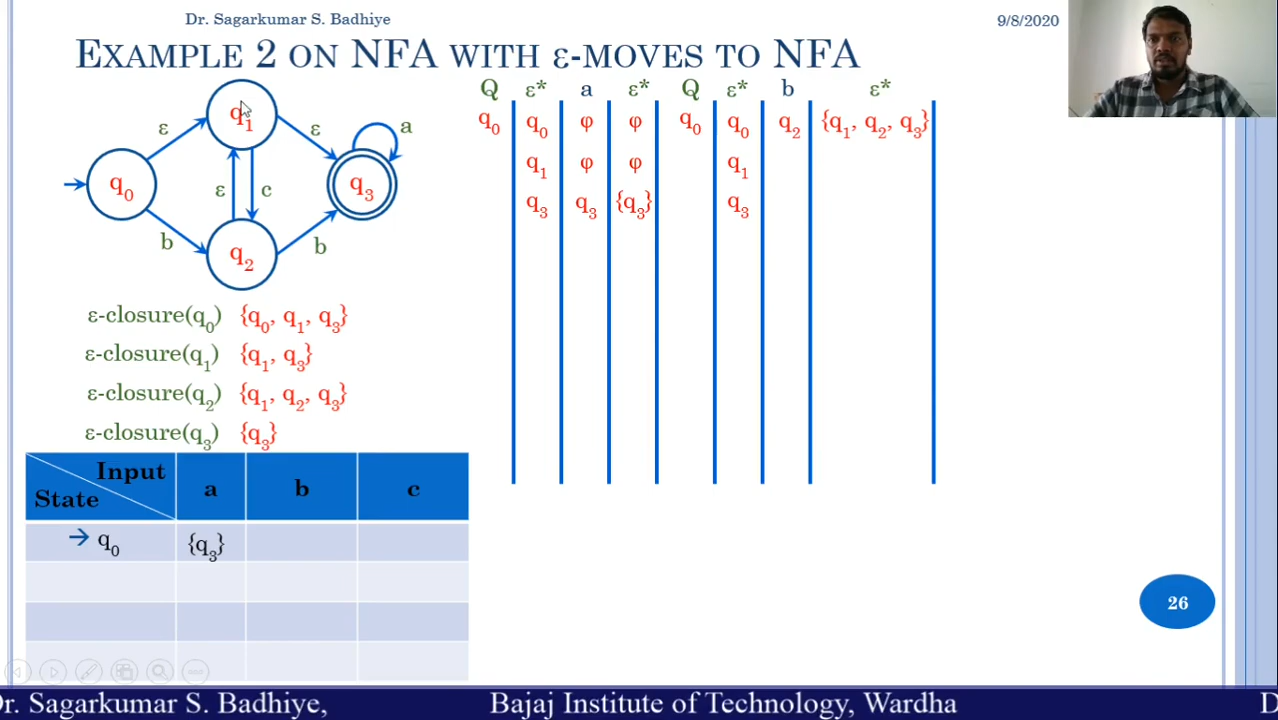 Dr. Sagarkumar S. Badhiye
9/8/2020
EXAMPLE 2 ON NFA WITH ε-MOVES TO NFA
Q ε* a ε* Q ε* b ε*
q0 q0 φ φ q0 q0 q2 {q1, q2, q3}
q1 φ φ q1
q3 q3 {q3} q3
q1
ε ε a
q0 ε c q3
b b
q2
ε-closure(q0) {q0, q1, q3}
ε-closure(q1) {q1, q3}
ε-closure(q2) {q1, q2, q3}
ε-closure(q3) {q3}
Input
State a b c
→ q0 {q3}
26
Dr. Sagarkumar S. Badhiye, Bajaj Institute of Technology, Wardha D